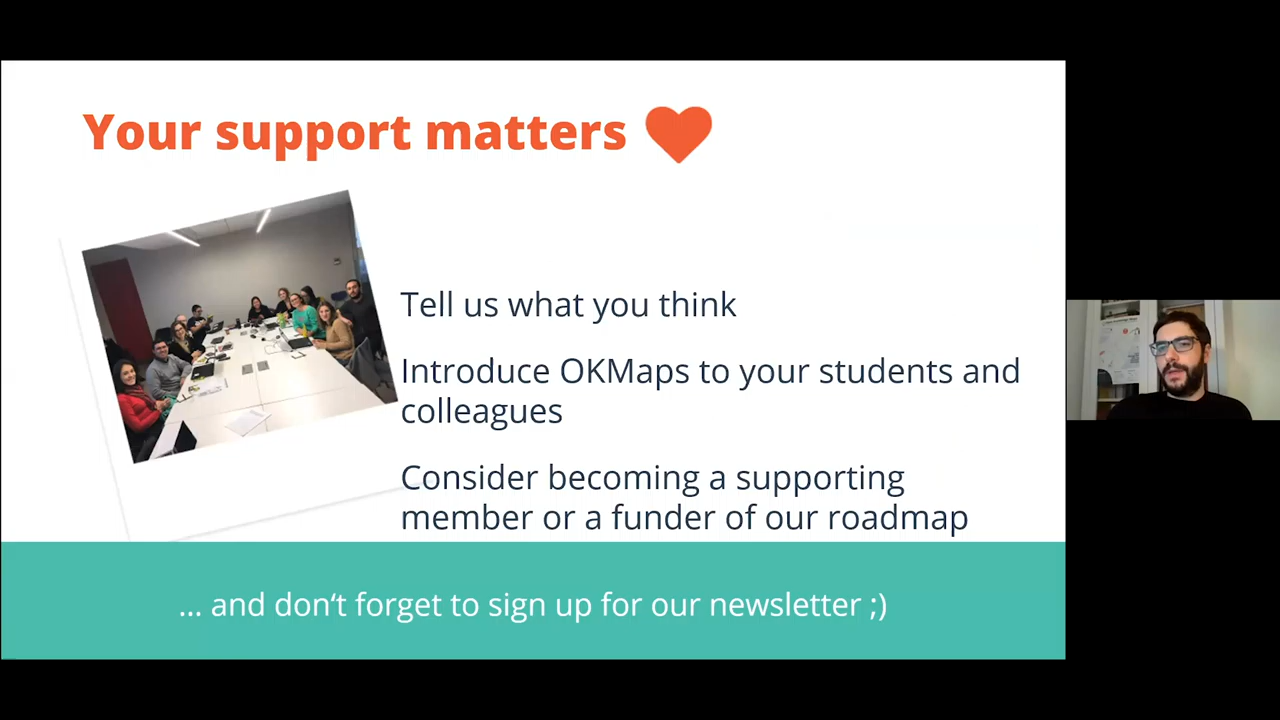 Your support matters
Tell us what you think
Introduce OKMaps to your students and
colleagues
Consider becoming a supporting
member or a funder of our roadmap
... and don‘t forget to sign up for our newsletter ;)